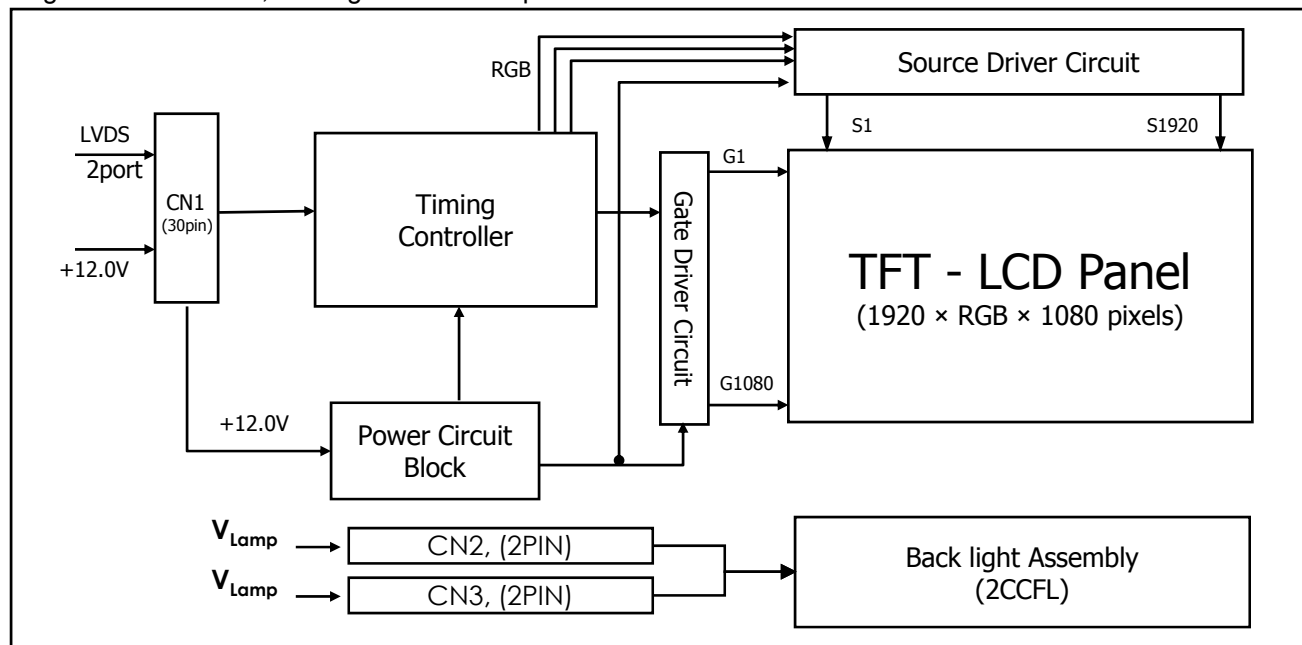 RGB
Source Driver Circuit
LVDS
2port
S1
S1920
CN1
(30pin)
Timing
Controller
G1
Gate Driver Circuit
TFT - LCD Panel
(1920 × RGB × 1080 pixels)
+12.0V
G1080
+12.0V
Power Circuit
Block
VLamp
CN2, (2PIN)
Back light Assembly
(2CCFL)
VLamp
CN3, (2PIN)